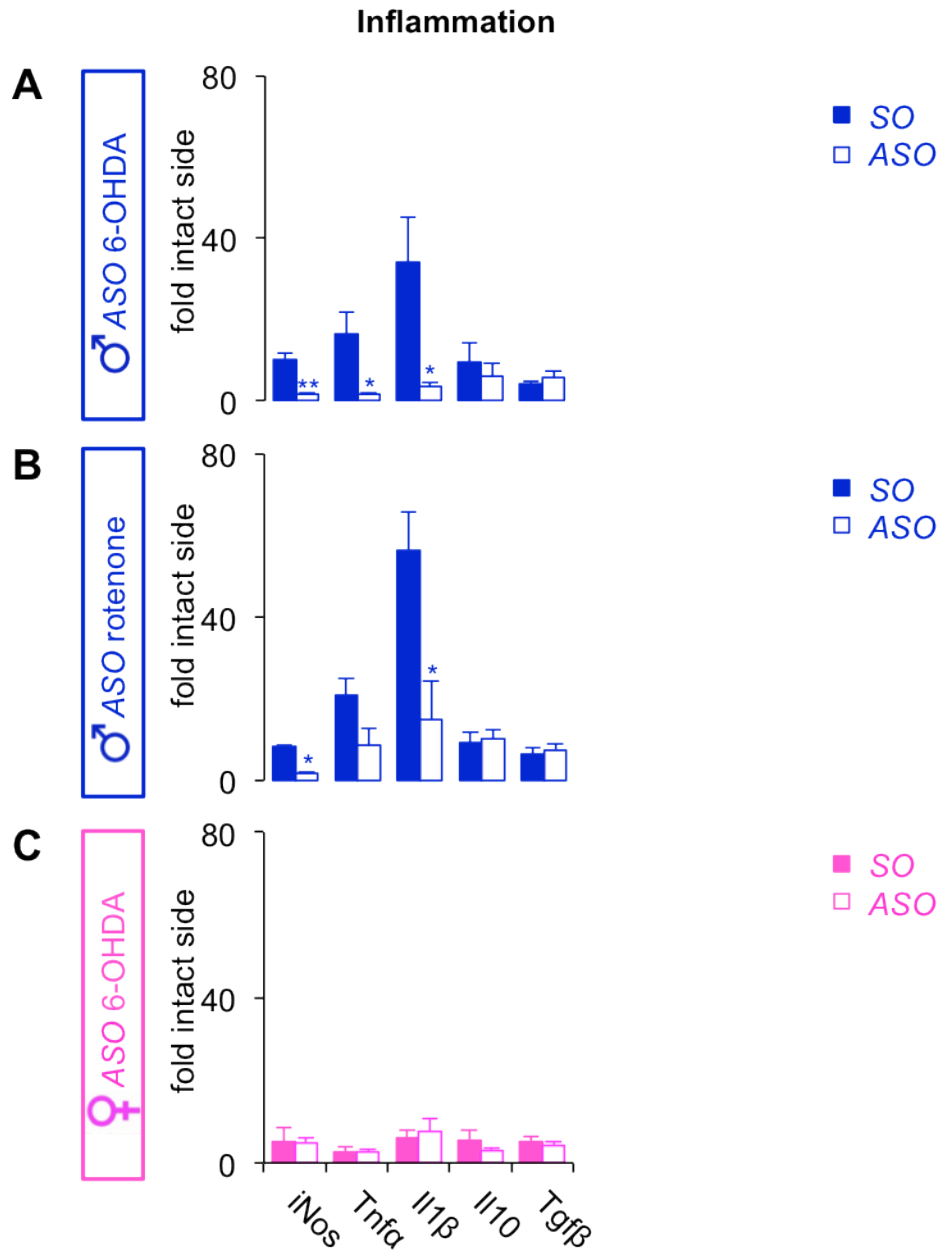 Inflammation
A
♂ ASO 6-OHDA
fold intact side
80
40
0
**
*
*
SO
ASO
B
♂ ASO rotenone
fold intact side
80
40
0
*
*
SO
ASO
C
♀ ASO 6-OHDA
fold intact side
80
40
0
SO
ASO
iNos
Tnfα
Il1β
Il10
Tgfβ